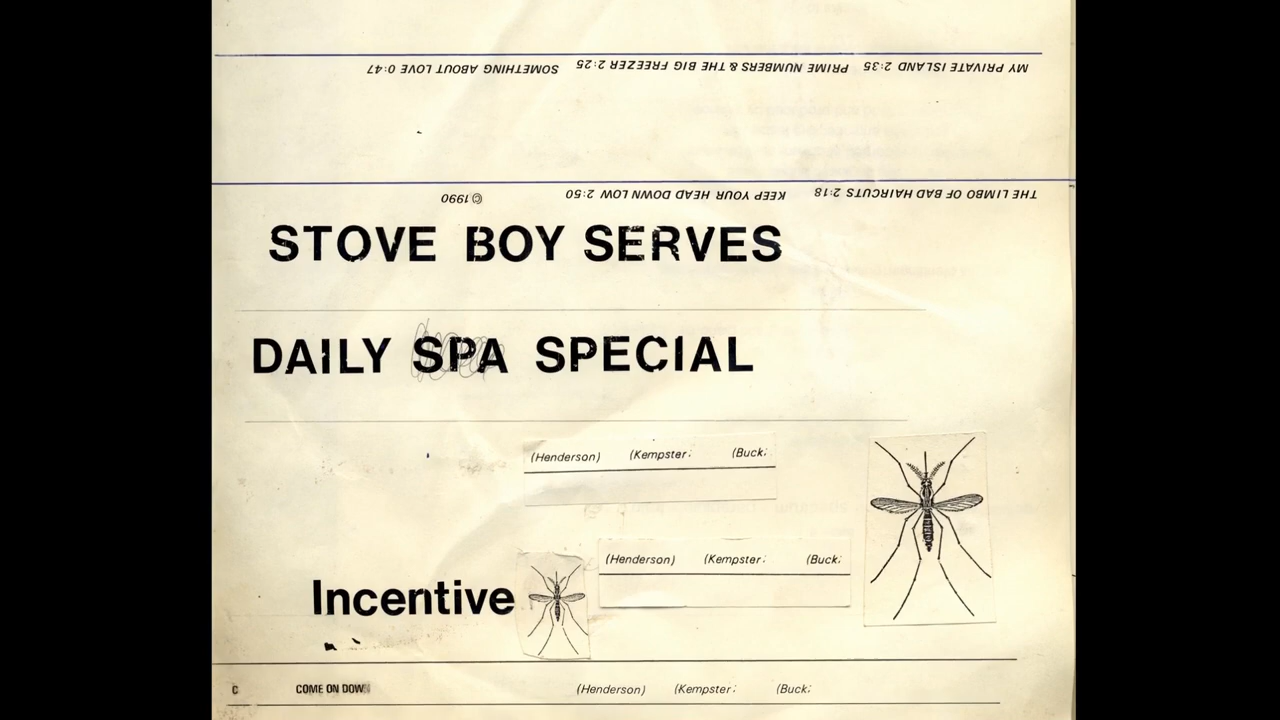 MY PRIVATE ISLAND 2:35 PRIME NUMBERS & THE BIG FREEZER 2:25 SOMETHING ABOUT LOVE 0:47
THE LIMBO OF BAD HAIRCUTS 2:18 KEEP YOUR HEAD DOWN LOW 2:50 © 1990
STOVE BOY SERVES
DAILY SPA SPECIAL
(Henderson) (Kempster; (Buck;
(Henderson) (Kempster; (Buck;
Incentive
C COME ON DOWN (Henderson) (Kempster; (Buck;